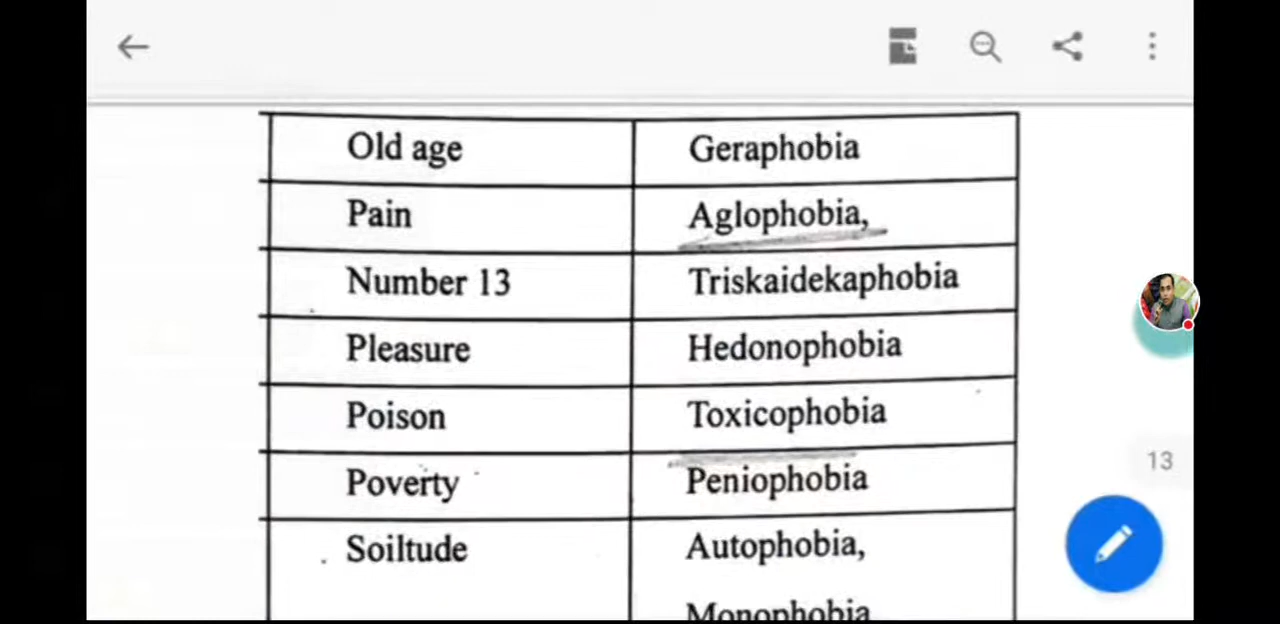 Old age Geraphobia
Pain Aglophobia,
Number 13 Triskaidekaphobia
Pleasure Hedonophobia
Poison Toxicophobia
13
Poverty Peniophobia
Soiltude Autophobia,
Monophobia